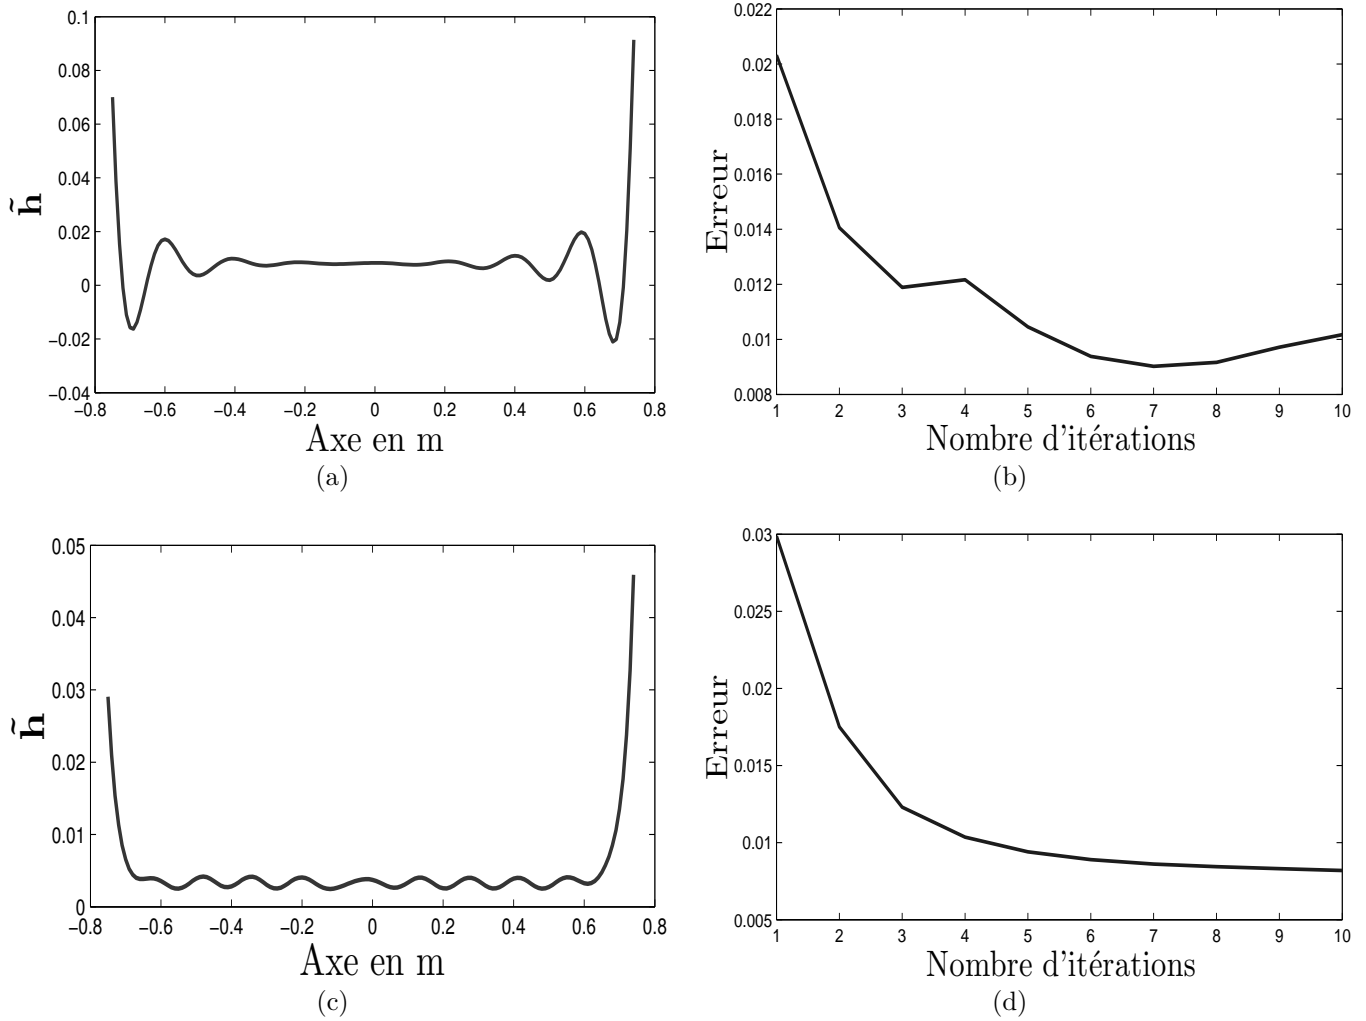 0.1
0.08
0.06
0.04
0.02
0
−0.02
−0.04
h̃
−0.8 −0.6 −0.4 −0.2 0 0.2 0.4 0.6 0.8
Axe en m
(a)
0.022
0.02
0.018
0.016
0.014
0.012
0.01
0.008
Erreur
1 2 3 4 5 6 7 8 9 10
Nombre d'itérations
(b)
0.05
0.04
0.03
0.02
0.01
0
h̃
−0.8 −0.6 −0.4 −0.2 0 0.2 0.4 0.6 0.8
Axe en m
(c)
0.03
0.025
0.02
0.015
0.01
0.005
Erreur
1 2 3 4 5 6 7 8 9 10
Nombre d'itérations
(d)